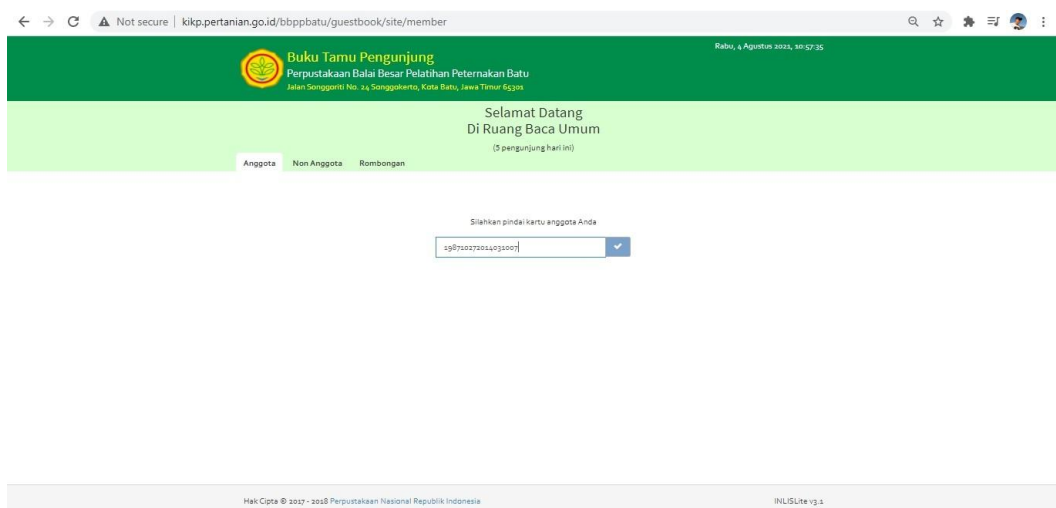 Not secure | kikp.pertanian.go.id/bbppbatu/guestbook/site/member
Rabu, 4 Agustus 2021, 10:57:35
Buku Tamu Pengunjung
Perpustakaan Balai Besar Pelatihan Peternakan Batu
Jalan Songgoriti No. 24 Songgokerto, Kota Batu, Jawa Timur 65301
Selamat Datang
Di Ruang Baca Umum
(5 pengunjung hari ini)
Anggota Non Anggota Rombongan
Silahkan pindai kartu anggota Anda
198710272014031007
Hak Cipta © 2017 - 2018 Perpustakaan Nasional Republik Indonesia INLISLite v3.1